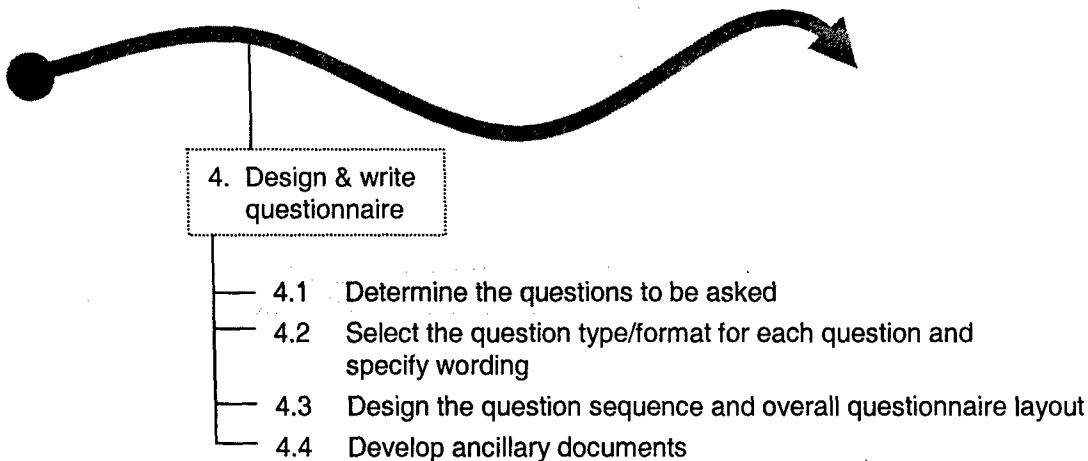 4. Design & write
questionnaire
4.1 Determine the questions to be asked
4.2 Select the question type/format for each question and
specify wording
4.3 Design the question sequence and overall questionnaire layout
4.4 Develop ancillary documents